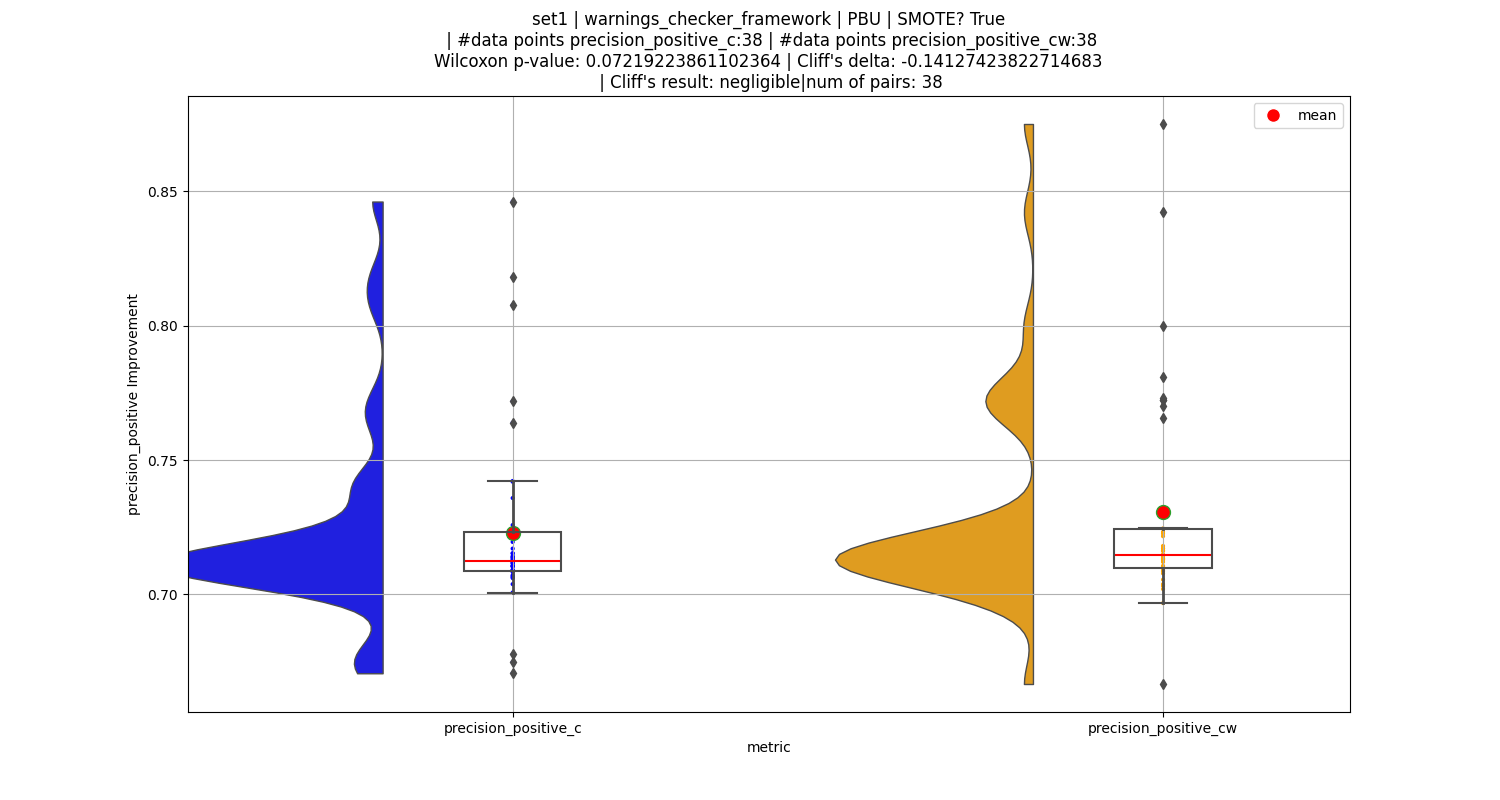 set1 | warnings_checker_framework | PBU | SMOTE? True
| #data points precision_positive_c:38 | #data points precision_positive_cw:38
Wilcoxon p-value: 0.07219223861102364 | Cliff's delta: -0.14127423822714683
| Cliff's result: negligible|num of pairs: 38
mean
0.85
0.80
0.75
0.70
precision_positive Improvement
precision_positive_c
precision_positive_cw
metric